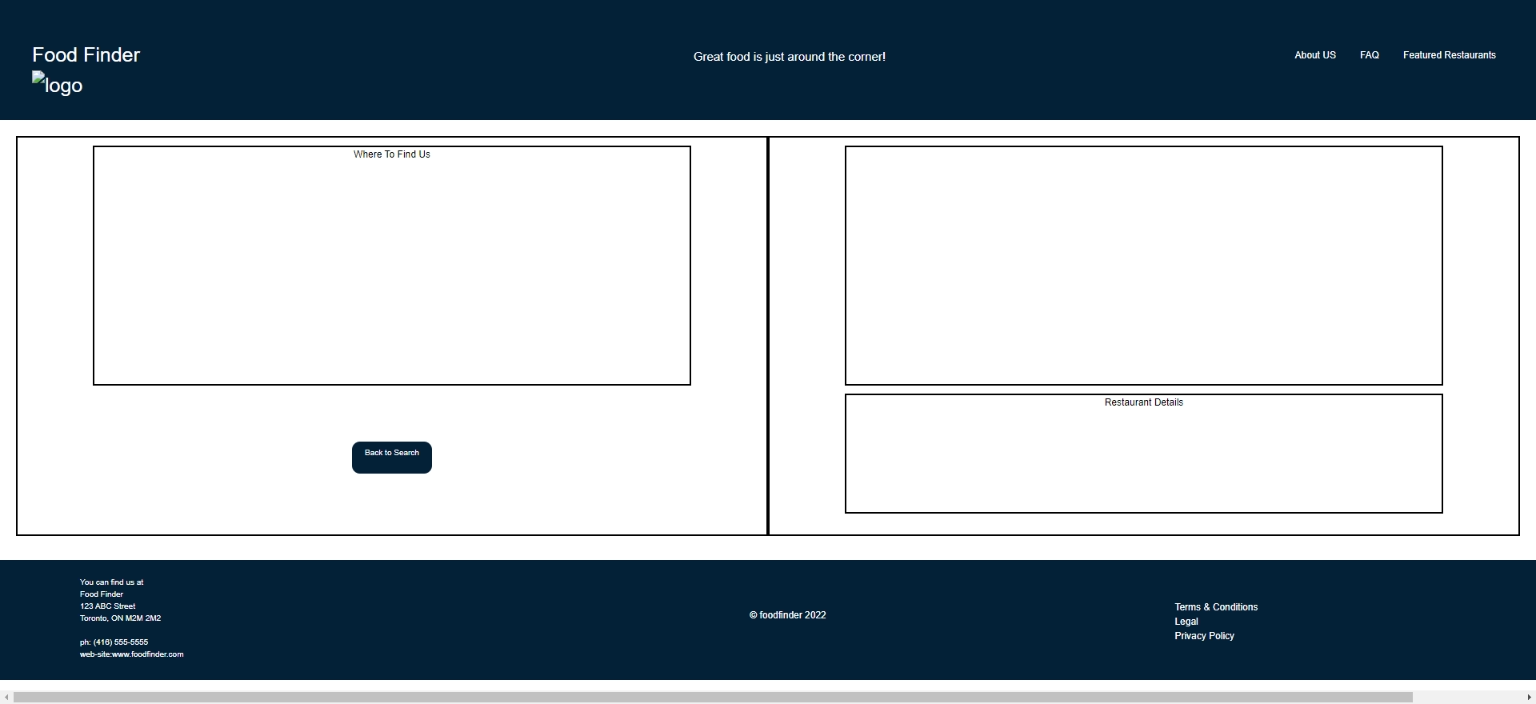 Food Finder
logo
Great food is just around the corner!
About US
FAQ
Featured Restaurants
Where To Find Us
Back to Search
Restaurant Details
You can find us at
Food Finder
123 ABC Street
Toronto, ON M2M 2M2
ph: (416) 555-5555
web-site:www.foodfinder.com
© foodfinder 2022
Terms & Conditions
Legal
Privacy Policy